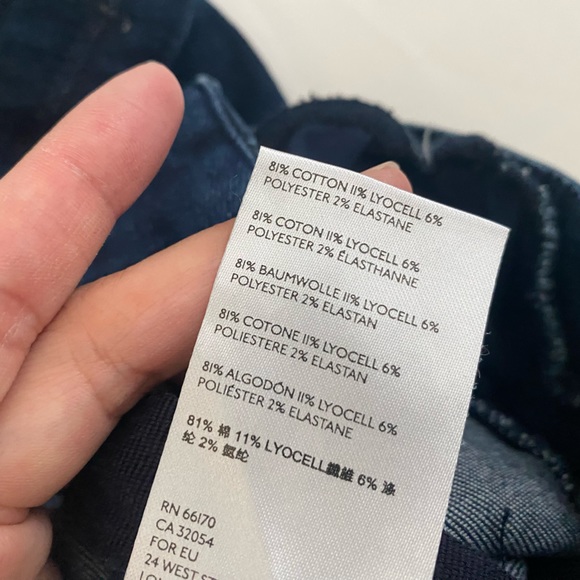 81% COTTON 11% LYOCELL 6%
POLYESTER 2% ELASTANE
81% COTON 11% LYOCELL 6%
POLYESTER 2% ÉLASTHANNE
81% BAUMWOLLE 11% LYOCELL 6%
POLYESTER 2% ELASTAN
81% COTONE 11% LYOCELL 6%
POLIESTERE 2% ELASTAN
81% ALGODÓN 11% LYOCELL 6%
POLIÉSTER 2% ELASTANE
81% 棉 11% LYOCELL纖維 6% 涤
纶 2% 氨纶
RN 66170
CA 32054
FOR EU
24 WEST